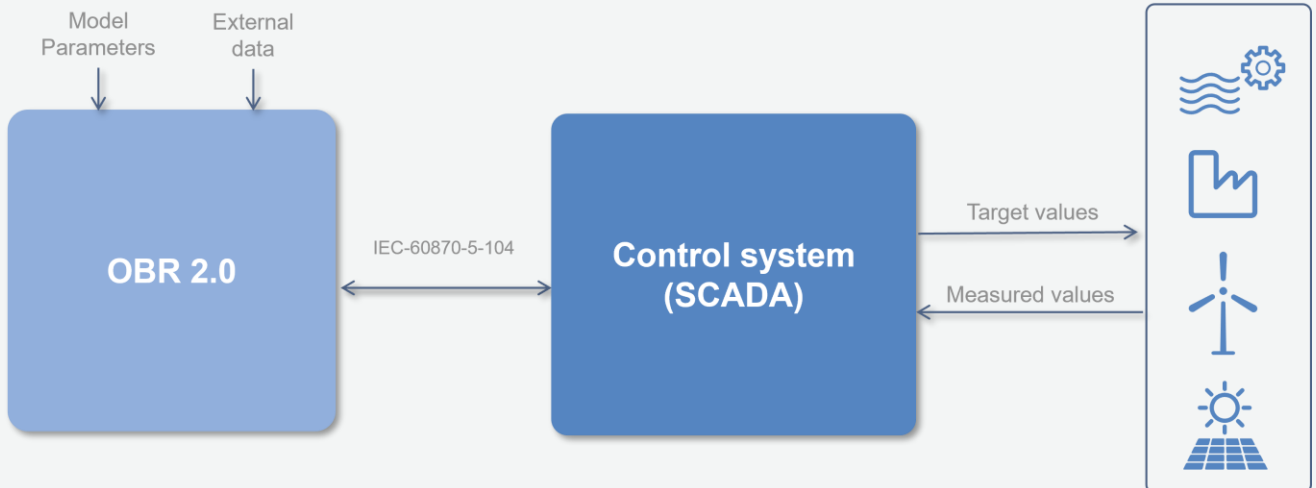 Model
Parameters
External
data
OBR 2.0
IEC-60870-5-104
Control system
(SCADA)
Target values
Measured values